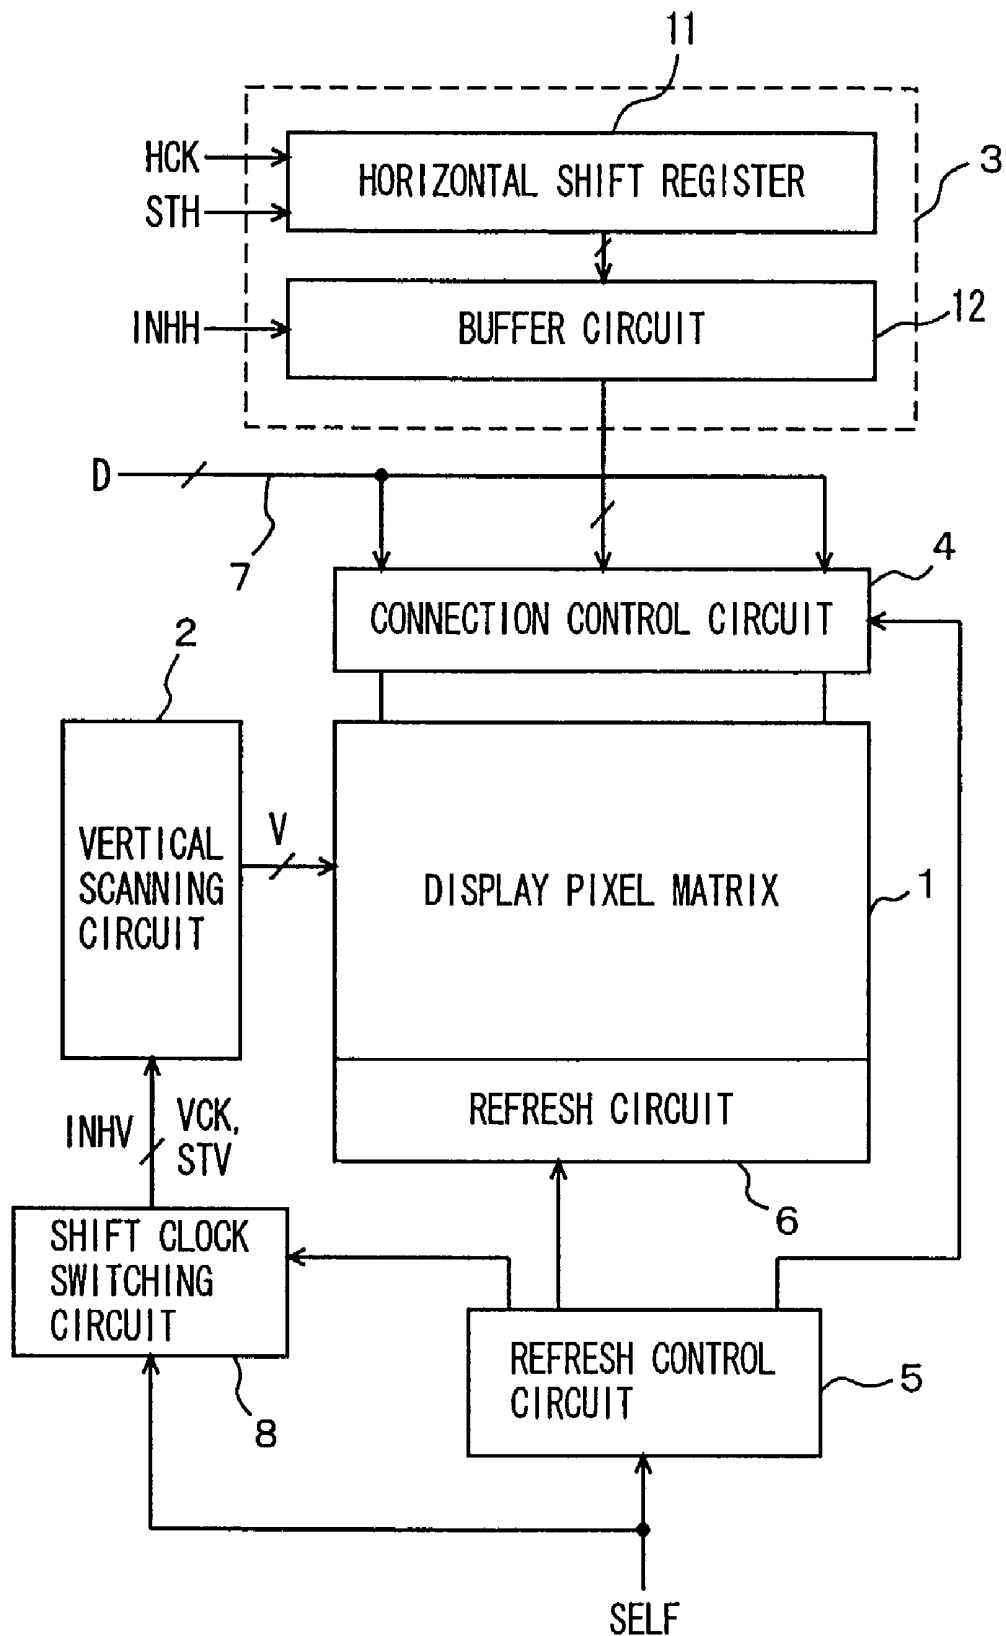 11
HCK
HORIZONTAL SHIFT REGISTER
3
STH
INHH
BUFFER CIRCUIT
12
D
7
4
CONNECTION CONTROL CIRCUIT
2
V
VERTICAL
SCANNING
CIRCUIT
DISPLAY PIXEL MATRIX
1
INHV
VCK,
STV
REFRESH CIRCUIT
6
SHIFT CLOCK
SWITCHING
CIRCUIT
8
REFRESH CONTROL
CIRCUIT
5
SELF